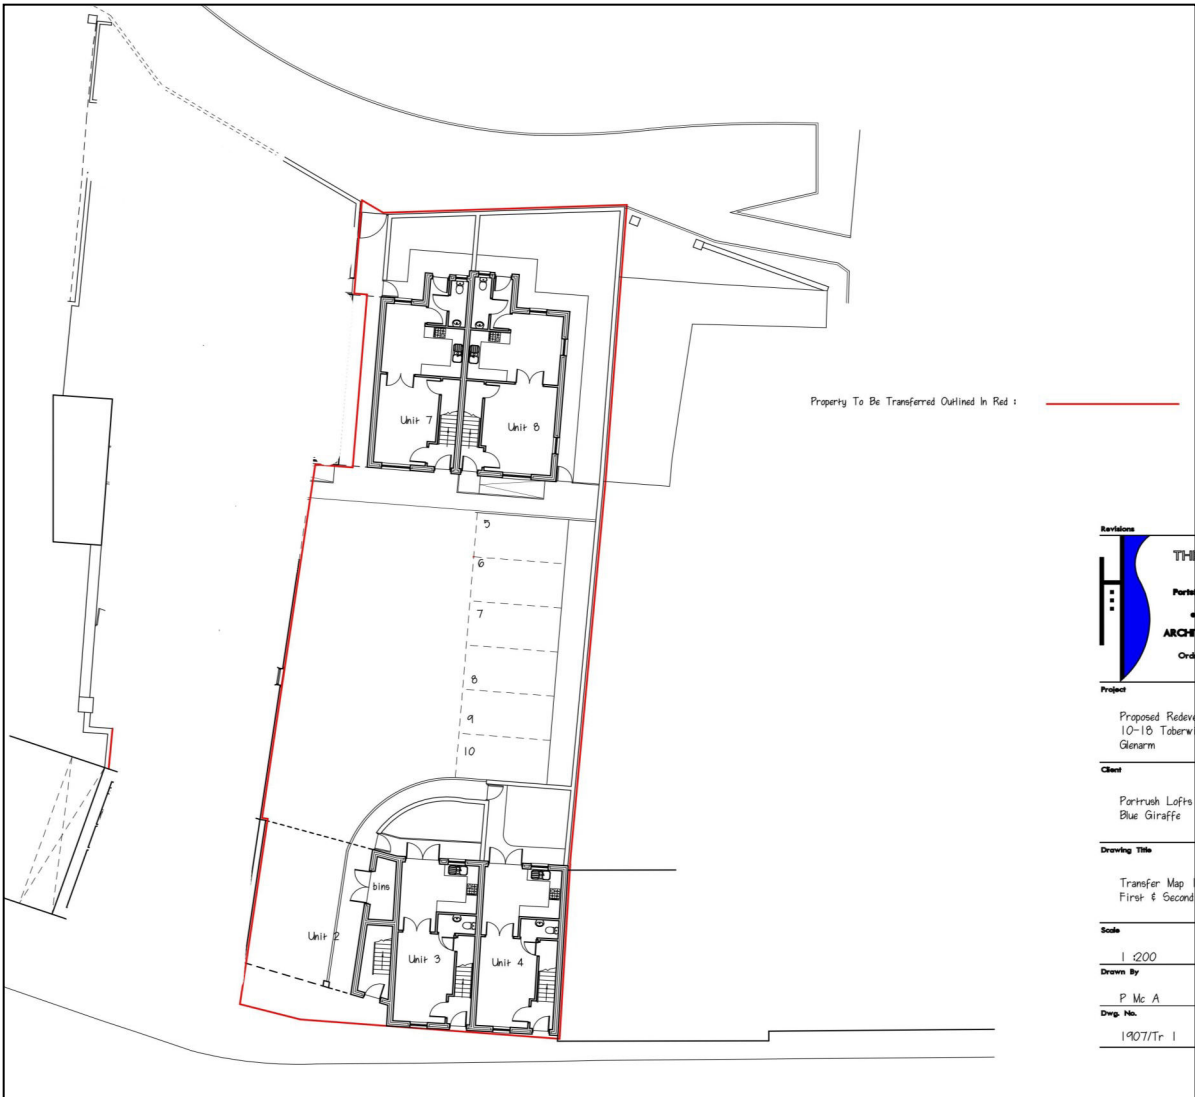 Unit 7
Unit 8
Property To Be Transferred Outlined In Red :
5
6
7
8
9
10
bins
Unit 2
Unit 3
Unit 4
Revisions
ARCHI
Project
Proposed Redeve
10-18 Toberwi
Glenarm
Client
Portrush Lofts
Blue Giraffe
Drawing Title
Transfer Map
First & Second
Scale
1 :200
Drawn By
P Mc A
Dwg. No.
1907/Tr 1